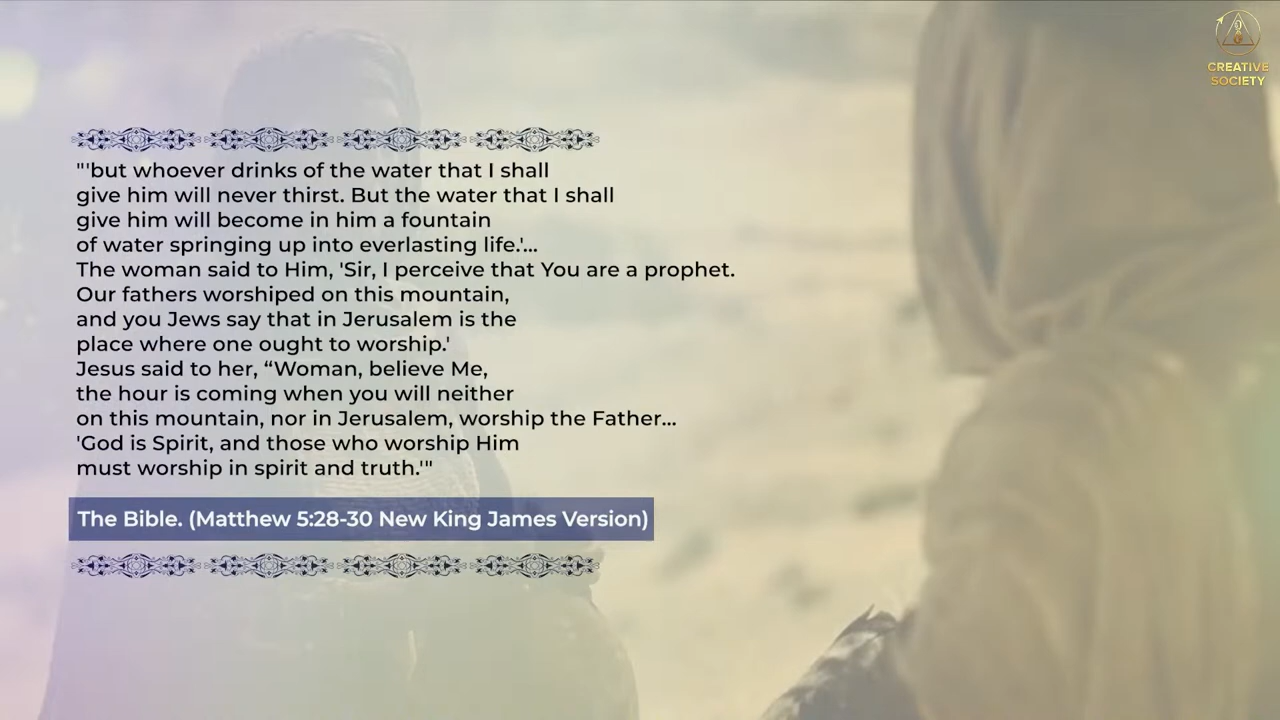 CREATIVE
SOCIETY
"'but whoever drinks of the water that I shall
give him will never thirst. But the water that I shall
give him will become in him a fountain
of water springing up into everlasting life.'...
The woman said to Him, 'Sir, I perceive that You are a prophet.
Our fathers worshiped on this mountain,
and you Jews say that in Jerusalem is the
place where one ought to worship.'
Jesus said to her, “Woman, believe Me,
the hour is coming when you will neither
on this mountain, nor in Jerusalem, worship the Father...
'God is Spirit, and those who worship Him
must worship in spirit and truth.'"
The Bible. (Matthew 5:28-30 New King James Version)